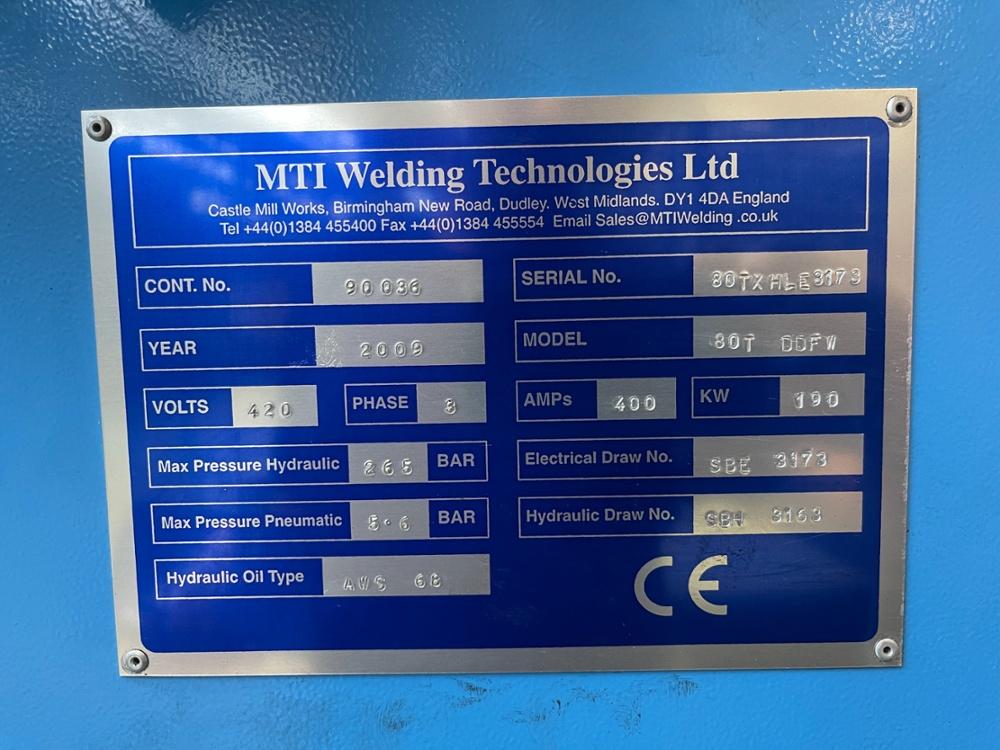 MTI Welding Technologies Ltd
Castle Mill Works, Birmingham New Road, Dudley. West Midlands. DY1 4DA England
Tel +44(0)1384 455400 Fax +44(0)1384 455554 Email Sales@MTIWelding .co.uk
CONT. No. 90036
SERIAL No. 80TXHLE3173
YEAR 2009
MODEL 80T DDFW
VOLTS 420 PHASE 3
AMPs 400 KW 190
Max Pressure Hydraulic 265 BAR
Electrical Draw No. SBE 3173
Max Pressure Pneumatic 5.6 BAR
Hydraulic Draw No. SBH 3163
Hydraulic Oil Type AWS 68
CE